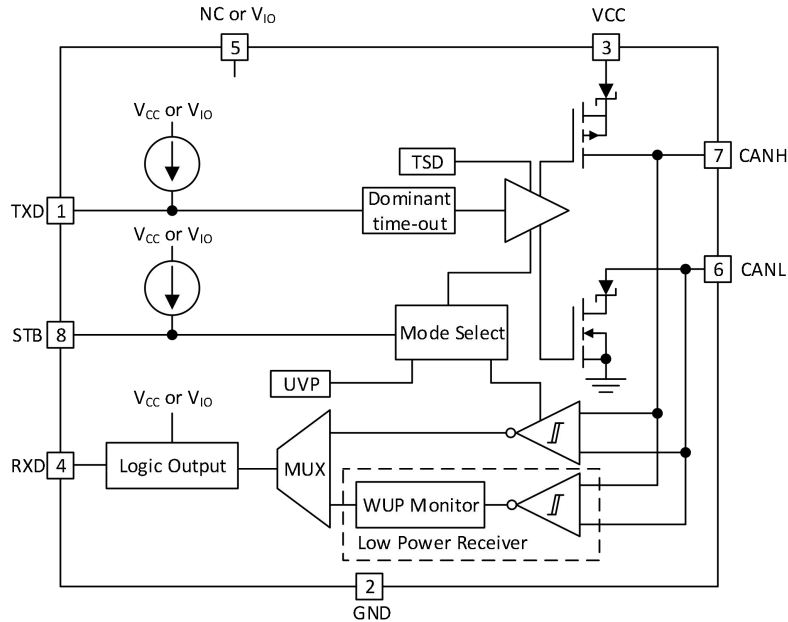 NC or VIO
VCC
5
3
VCC or VIO
TSD
7
CANH
TXD
1
Dominant
time-out
VCC or VIO
6
CANL
STB
8
Mode Select
UVP
VCC or VIO
RXD
4
Logic Output
MUX
WUP Monitor
Low Power Receiver
2
GND